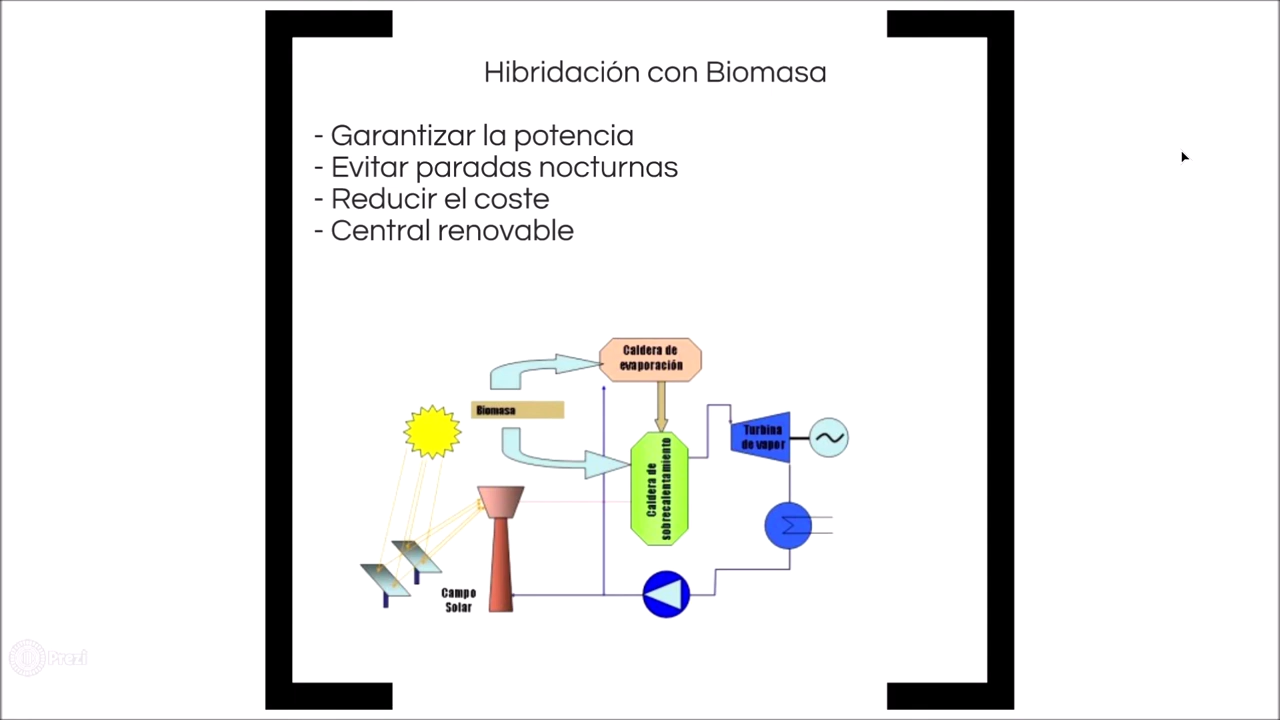 Hibridación con Biomasa
- Garantizar la potencia
- Evitar paradas nocturnas
- Reducir el coste
- Central renovable
Caldera de
evaporación
Biomasa
Turbina
de vapor
Caldera de
sobrecalentamiento
Campo
Solar
Prezi